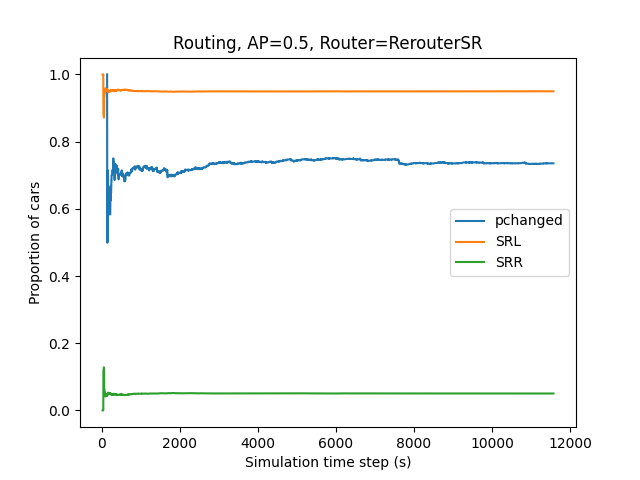 Routing, AP=0.5, Router=RerouterSR
1.0
0.8
0.6
0.4
0.2
0.0
Proportion of cars
pchanged
SRL
SRR
0 2000 4000 6000 8000 10000 12000
Simulation time step (s)